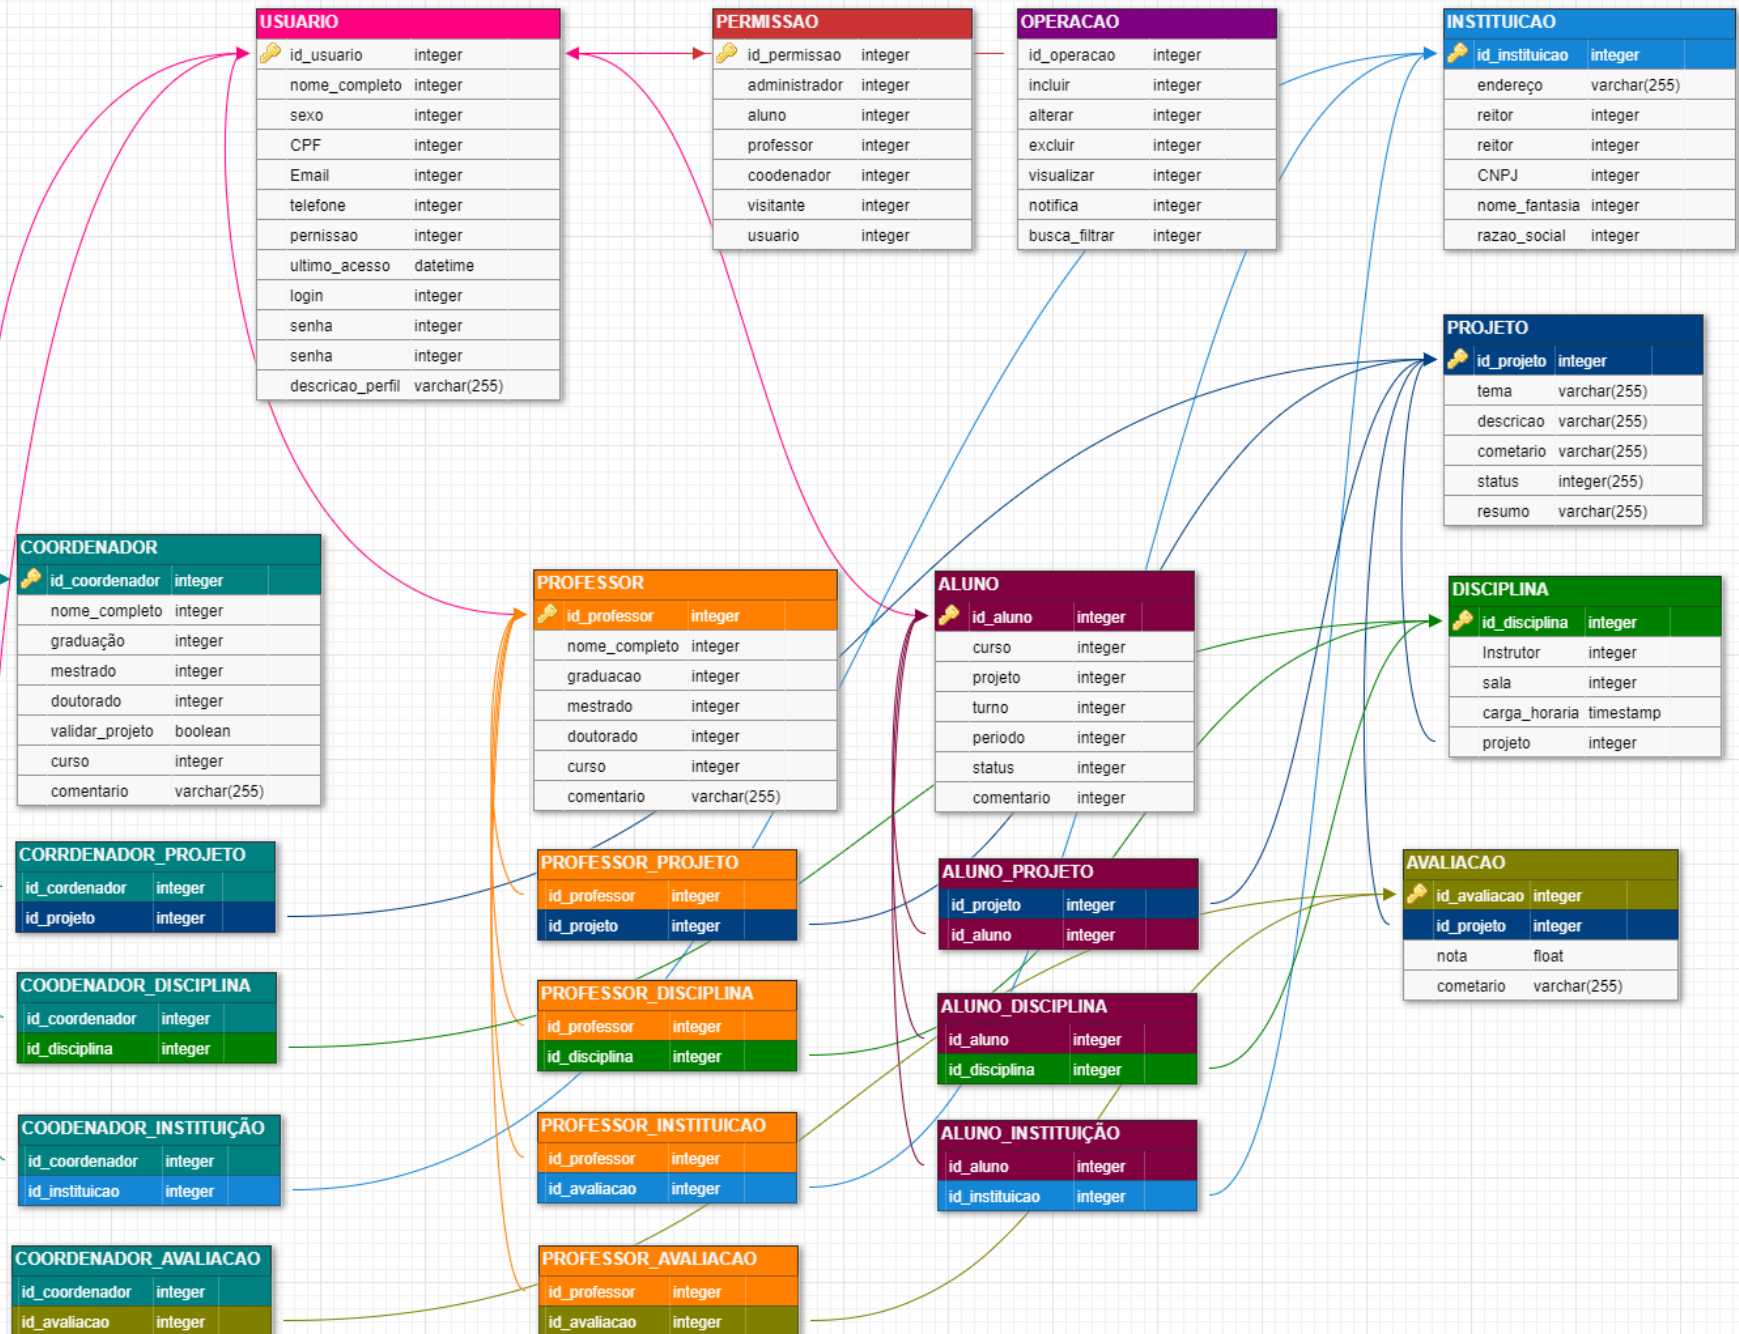 USUARIO
id_usuario integer
nome_completo integer
sexo integer
CPF integer
Email integer
telefone integer
pernissao integer
ultimo_acesso datetime
login integer
senha integer
senha integer
descricao_perfil varchar(255)
PERMISSAO
id_permissao integer
administrador integer
aluno integer
professor integer
coodenador integer
visitante integer
usuario integer
OPERACAO
id_operacao integer
incluir integer
alterar integer
excluir integer
visualizar integer
notifica integer
busca_filtrar integer
INSTITUICAO
id_instituicao integer
endereço varchar(255)
reitor integer
reitor integer
CNPJ integer
nome_fantasia integer
razao_social integer
PROJETO
id_projeto integer
tema varchar(255)
descricao varchar(255)
cometario varchar(255)
status integer(255)
resumo varchar(255)
COORDENADOR
id_coordenador integer
nome_completo integer
graduação integer
mestrado integer
doutorado integer
validar_projeto boolean
curso integer
comentario varchar(255)
PROFESSOR
id_professor integer
nome_completo integer
graduacao integer
mestrado integer
doutorado integer
curso integer
comentario varchar(255)
ALUNO
id_aluno integer
curso integer
projeto integer
turno integer
periodo integer
status integer
comentario integer
DISCIPLINA
id_disciplina integer
Instrutor integer
sala integer
carga_horaria timestamp
projeto integer
CORRDENADOR_PROJETO
id_cordenador integer
id_projeto integer
PROFESSOR_PROJETO
id_professor integer
id_projeto integer
ALUNO_PROJETO
id_projeto integer
id_aluno integer
AVALIACAO
id_avaliacao integer
id_projeto integer
nota float
cometario varchar(255)
COODENADOR_DISCIPLINA
id_coordenador integer
id_disciplina integer
PROFESSOR_DISCIPLINA
id_professor integer
id_disciplina integer
ALUNO_DISCIPLINA
id_aluno integer
id_disciplina integer
COODENADOR_INSTITUIÇÃO
id_coordenador integer
id_instituicao integer
PROFESSOR_INSTITUICAO
id_professor integer
id_avaliacao integer
ALUNO_INSTITUIÇÃO
id_aluno integer
id_instituicao integer
COORDENADOR_AVALIACAO
id_coordenador integer
id_avaliacao integer
PROFESSOR_AVALIACAO
id_professor integer
id_avaliacao integer